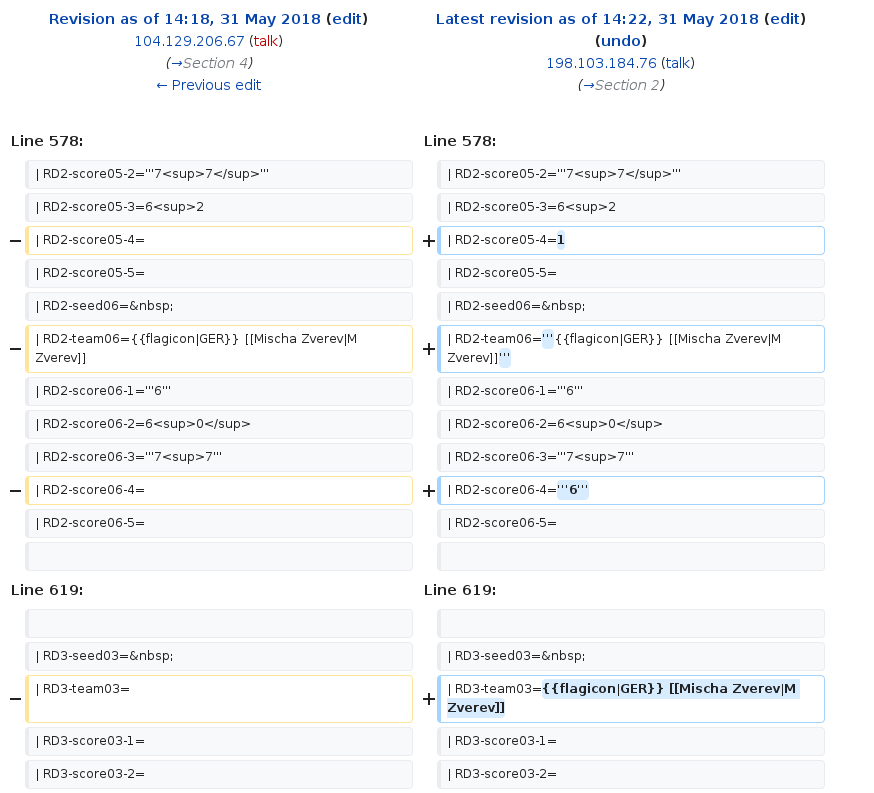 Revision as of 14:18, 31 May 2018 (edit)
104.129.206.67 (talk)
(→Section 4)
← Previous edit
Latest revision as of 14:22, 31 May 2018 (edit)
(undo)
198.103.184.76 (talk)
(→Section 2)
Line 578:
Line 578:
| RD2-score05-2='''7<sup>7</sup>'''
| RD2-score05-2='''7<sup>7</sup>'''
| RD2-score05-3=6<sup>2
| RD2-score05-3=6<sup>2
− | RD2-score05-4=
+ | RD2-score05-4=1
| RD2-score05-5=
| RD2-score05-5=
| RD2-seed06=&nbsp;
| RD2-seed06=&nbsp;
− | RD2-team06={{flagicon|GER}} [[Mischa Zverev|M
Zverev]]
+ | RD2-team06='''{{flagicon|GER}} [[Mischa Zverev|M
Zverev]]'''
| RD2-score06-1='''6'''
| RD2-score06-1='''6'''
| RD2-score06-2=6<sup>0</sup>
| RD2-score06-2=6<sup>0</sup>
| RD2-score06-3='''7<sup>7'''
| RD2-score06-3='''7<sup>7'''
− | RD2-score06-4=
+ | RD2-score06-4='''6'''
| RD2-score06-5=
| RD2-score06-5=
Line 619:
Line 619:
| RD3-seed03=&nbsp;
| RD3-seed03=&nbsp;
− | RD3-team03=
+ | RD3-team03={{flagicon|GER}} [[Mischa Zverev|M
Zverev]]
| RD3-score03-1=
| RD3-score03-1=
| RD3-score03-2=
| RD3-score03-2=